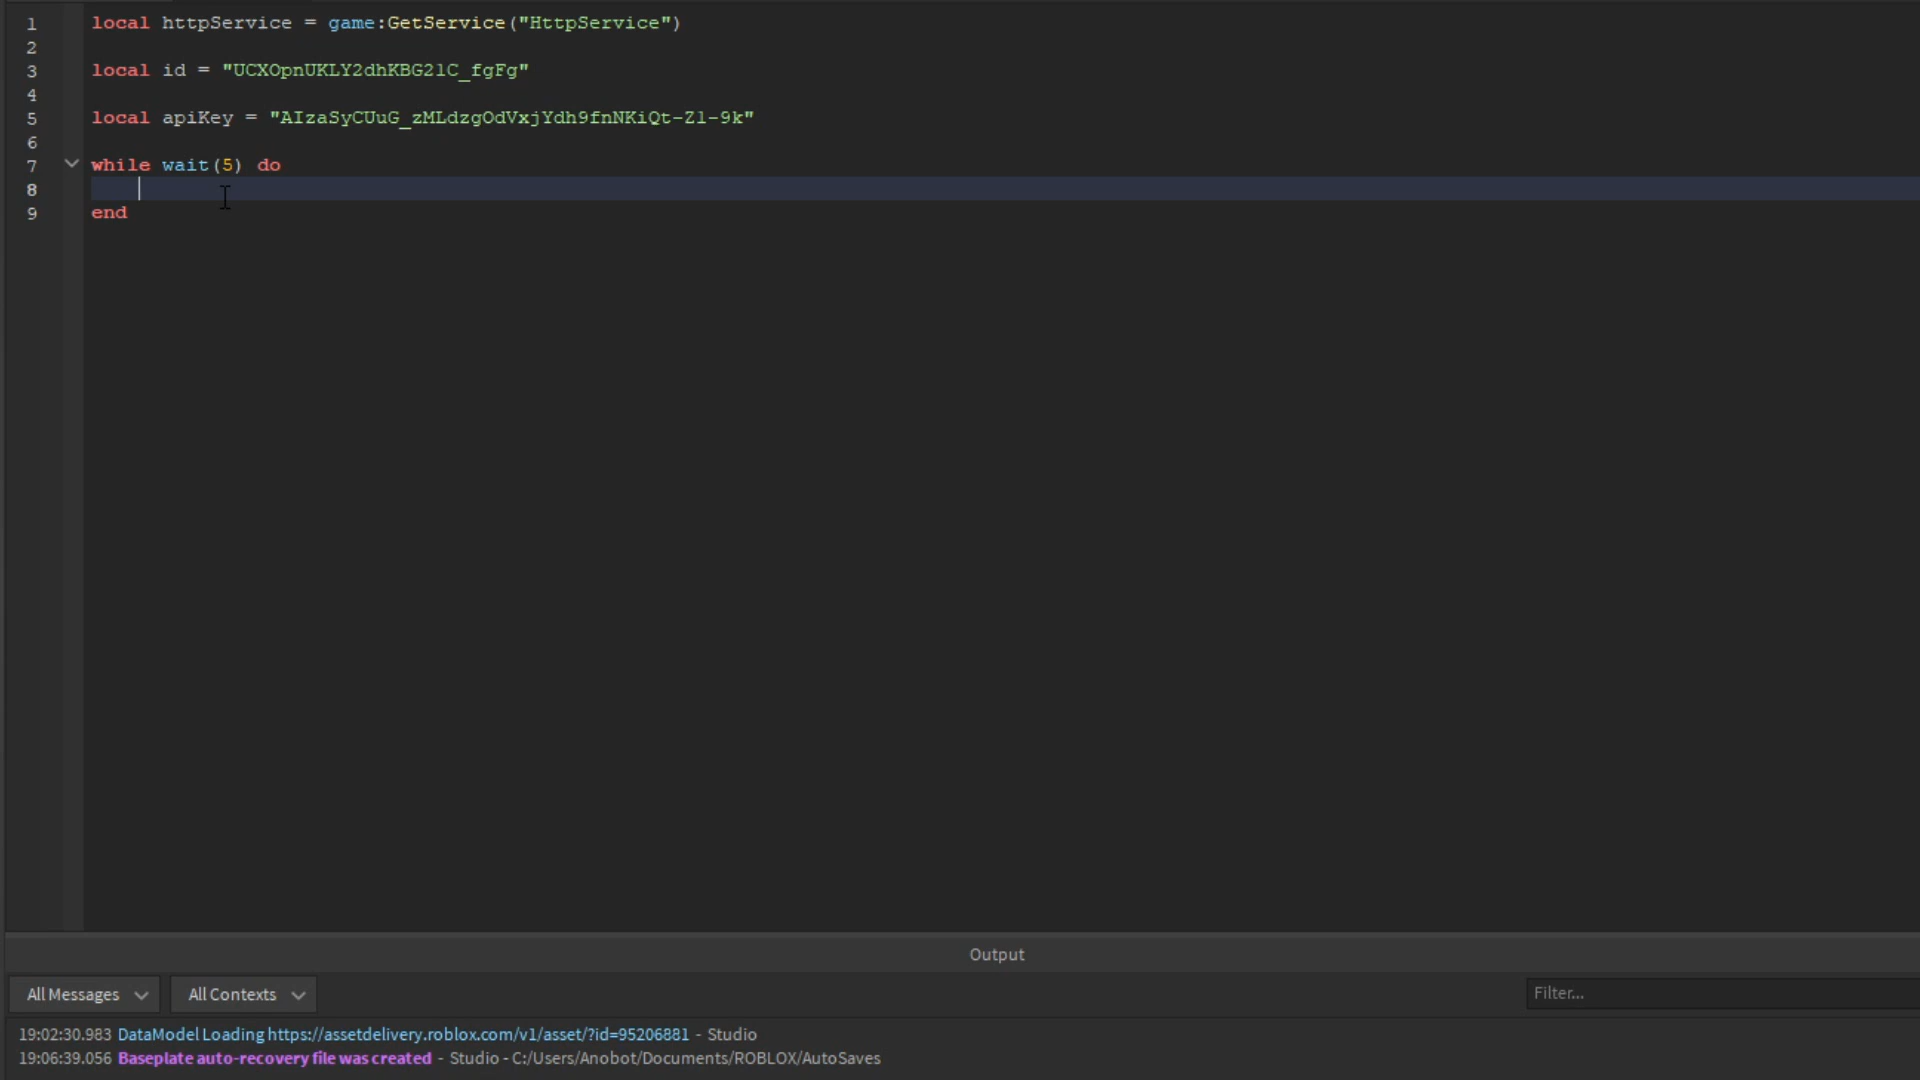 1 local httpService = game:GetService("HttpService")
2
3 local id = "UCXOpnUKLY2dhKBG21C_fgFg"
4
5 local apiKey = "AIzaSyCUuG_zMLdzgOdVxjYdh9fnNKiQt-Z1-9k"
6
7 while wait(5) do
8
9 end
Output
All Messages All Contexts Filter...
19:02:30.983 DataModel Loading https://assetdelivery.roblox.com/v1/asset/?id=95206881 - Studio
19:06:39.056 Baseplate auto-recovery file was created - Studio - C:/Users/Anobot/Documents/ROBLOX/AutoSaves